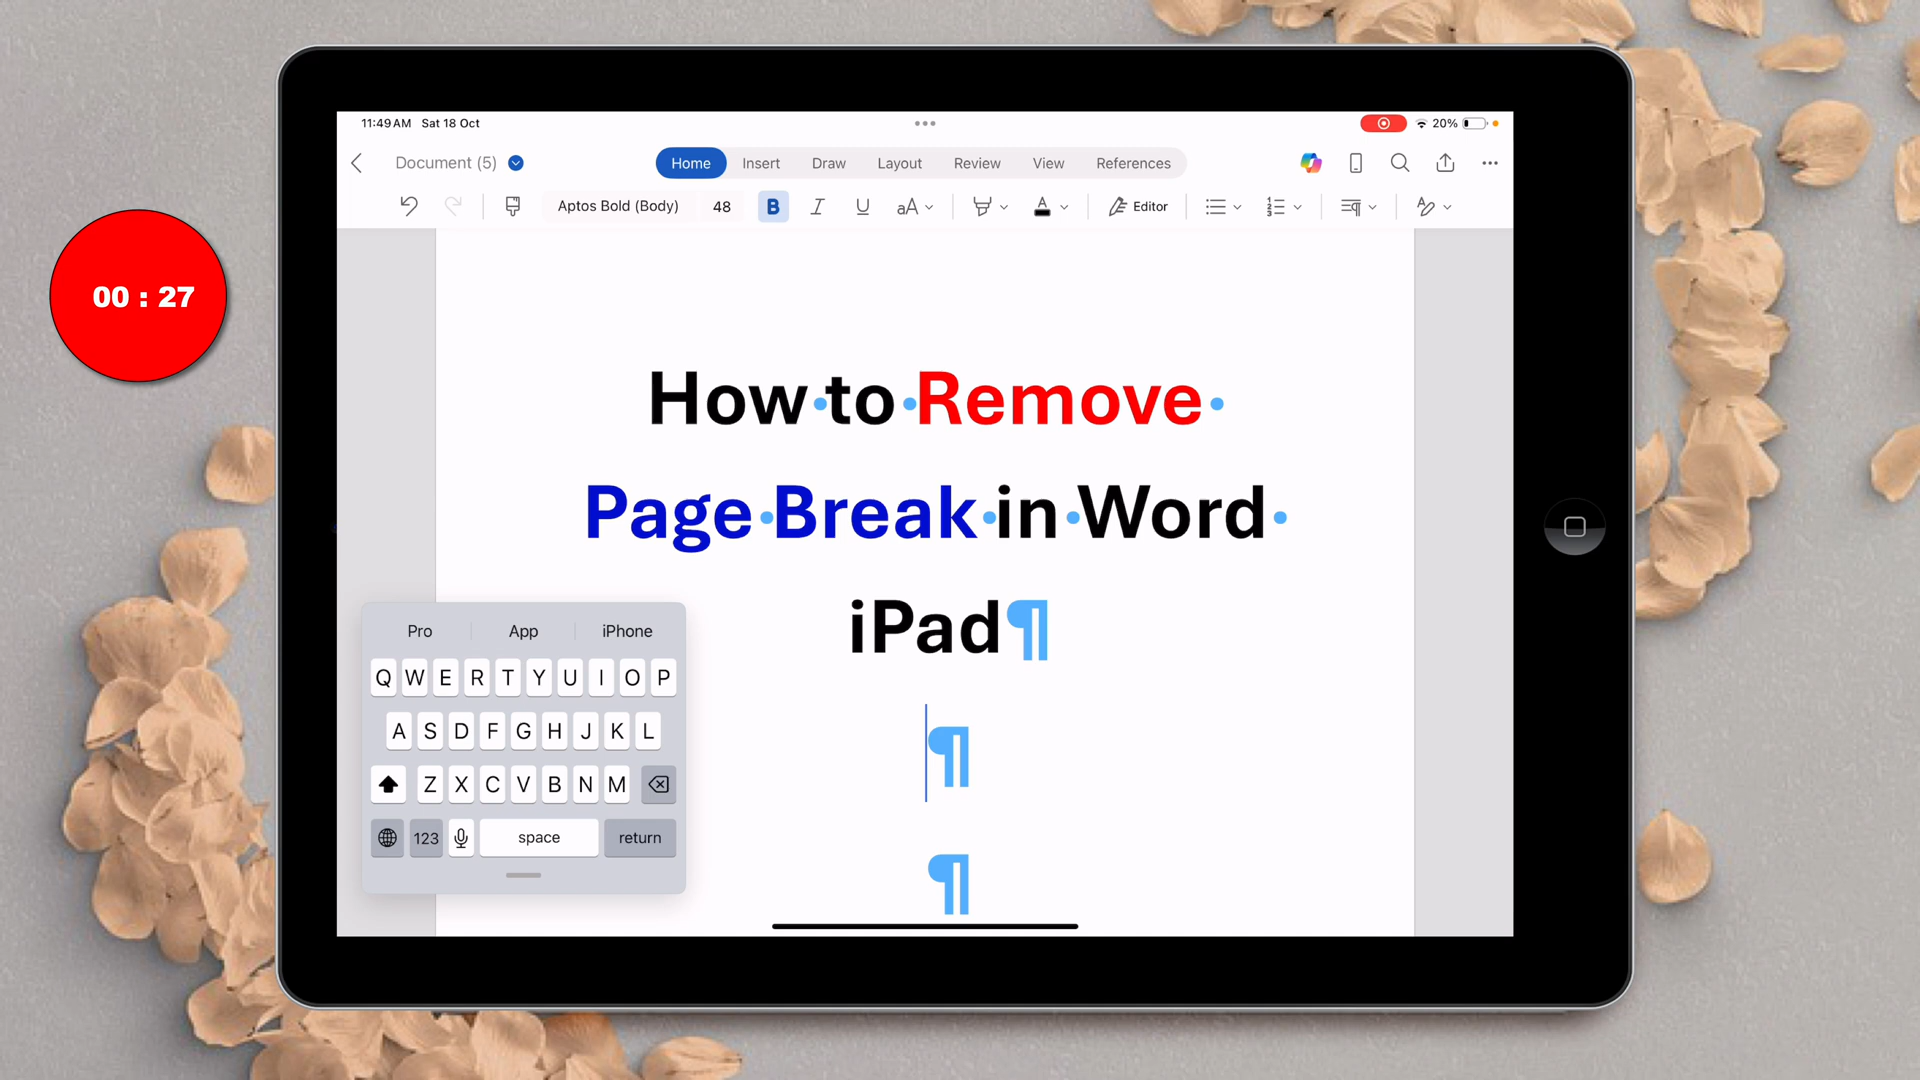 11:49 AM Sat 18 Oct
20%
Document (5)
Home Insert Draw Layout Review View References
Aptos Bold (Body) 48 B I U aA A Editor
00 : 27
How to Remove
Page Break in Word
iPad¶
¶
¶
Pro App iPhone
Q W E R T Y U I O P
A S D F G H J K L
Z X C V B N M
123 space return